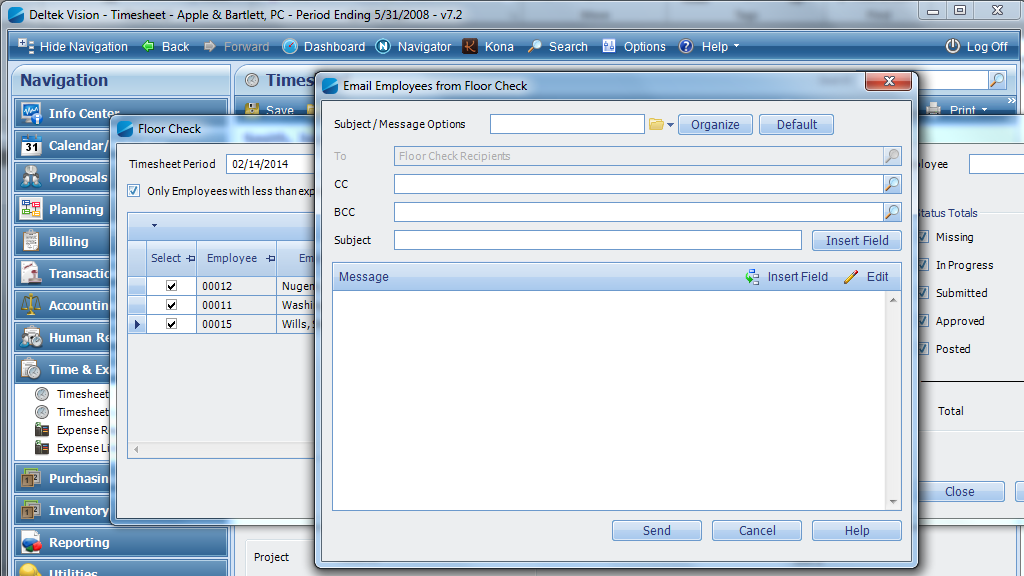 Deltek Vision - Timesheet - Apple & Bartlett, PC - Period Ending 5/31/2008 - v7.2
Hide Navigation Back Forward Dashboard Navigator Kona Search Options Help Log Off
Navigation
Info Center
Calendar/
Proposals
Planning
Billing
Transactio
Accountin
Human Re
Time & Ex
Timesheet
Timesheet
Expense R
Expense Li
Purchasin
Inventory
Reporting
Utilities
Times
Save
Print
Floor Check
Timesheet Period 02/14/2014
Only Employees with less than exp
Select Employee Em
00012 Nugen
00011 Washi
00015 Wills, S
Project
Email Employees from Floor Check
Subject / Message Options Organize Default
To Floor Check Recipients
CC
BCC
Subject Insert Field
Message Insert Field Edit
Send Cancel Help
loyee
Status Totals
Missing
In Progress
Submitted
Approved
Posted
Total
Close